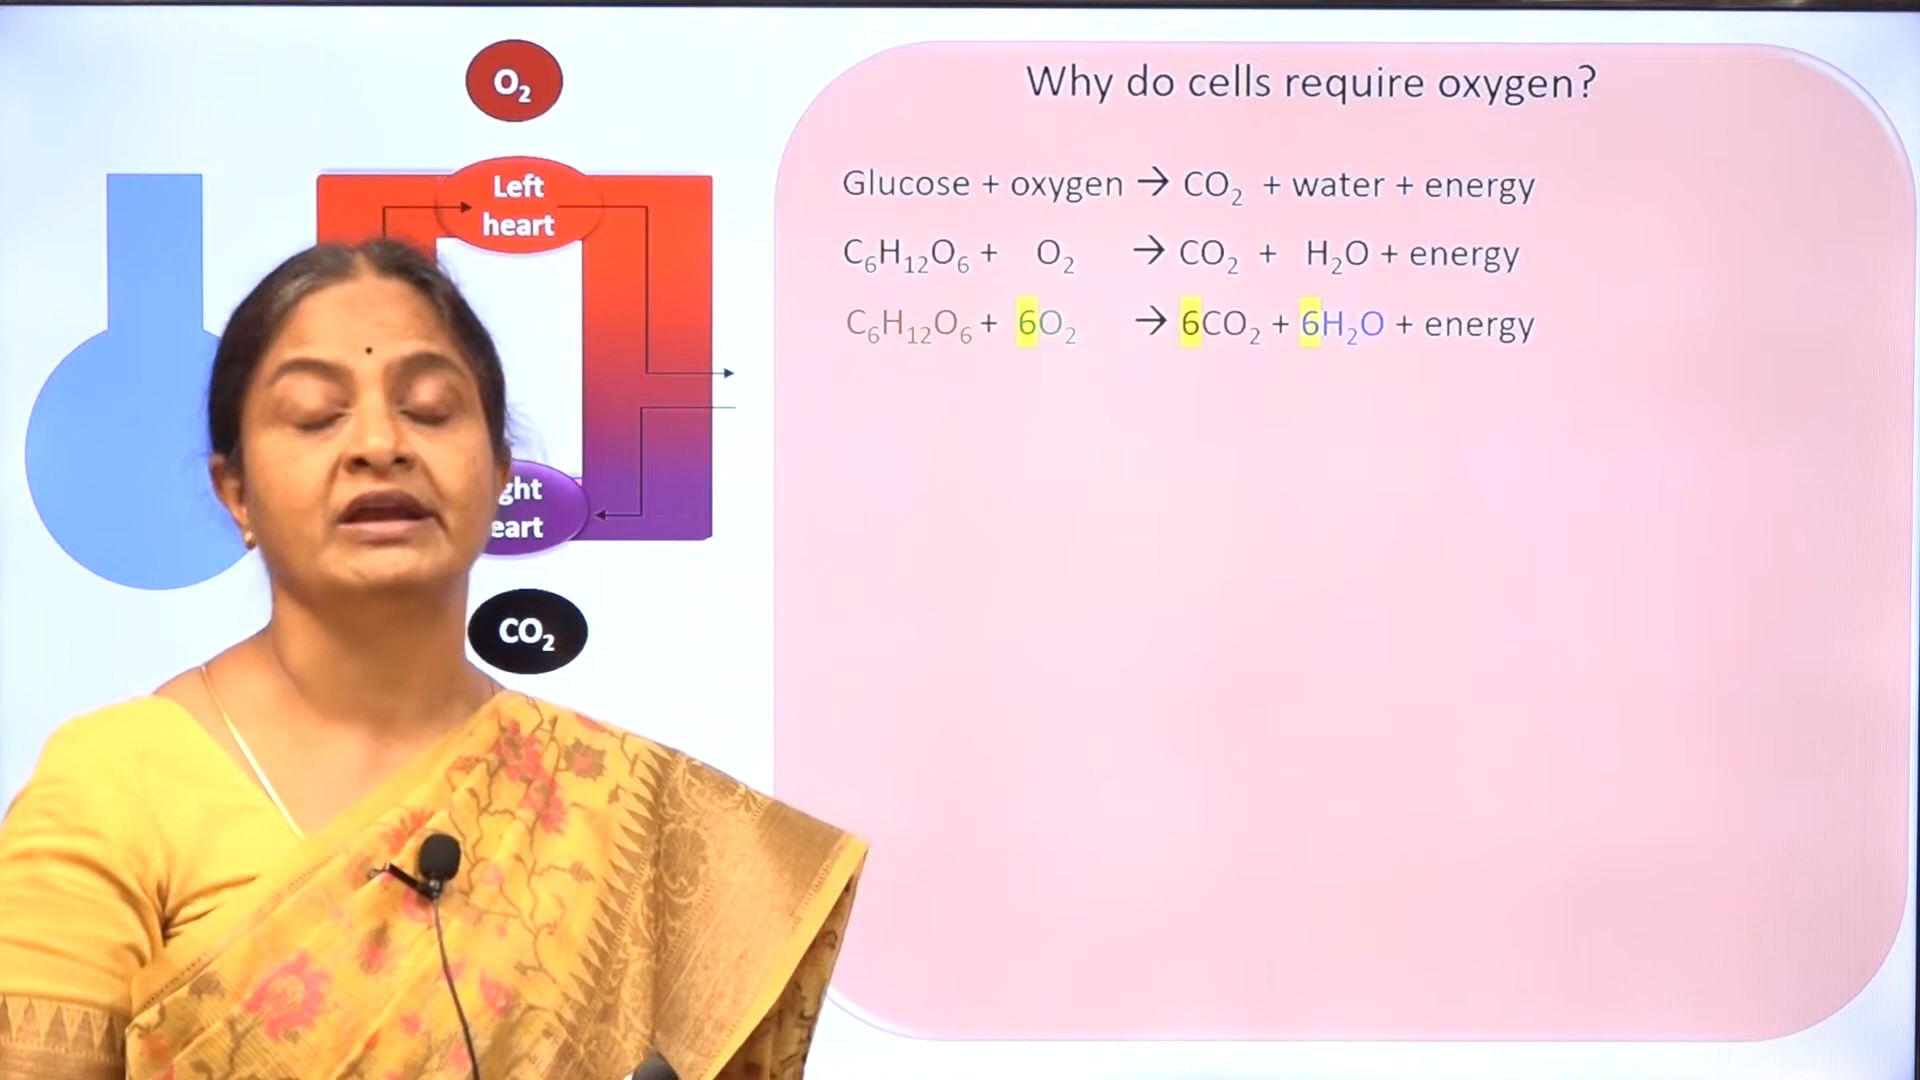 O₂
Left
heart
ght
eart
CO₂
Why do cells require oxygen?
Glucose + oxygen → CO₂ + water + energy
C₆H₁₂O₆ + O₂ → CO₂ + H₂O + energy
C₆H₁₂O₆ + 6O₂ → 6CO₂ + 6H₂O + energy